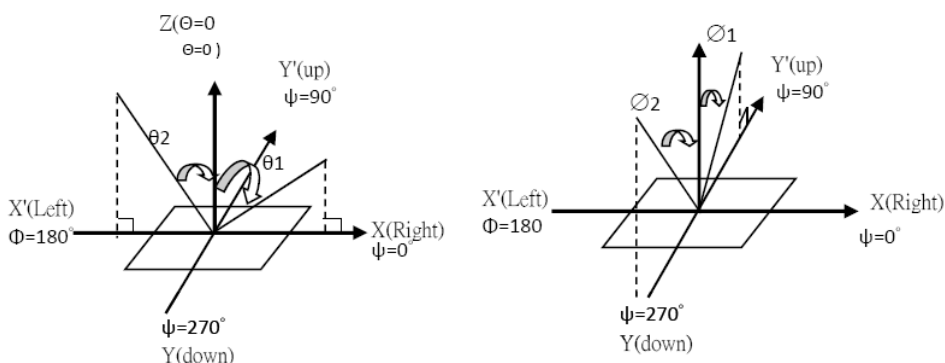 Z(Θ=0
Θ=0 )
Y'(up)
ψ=90°
θ2
θ1
X'(Left)
Φ=180°
X(Right)
ψ=0°
ψ=270°
Y(down)
∅1
Y'(up)
ψ=90°
∅2
X'(Left)
Φ=180
X(Right)
ψ=0°
ψ=270°
Y(down)